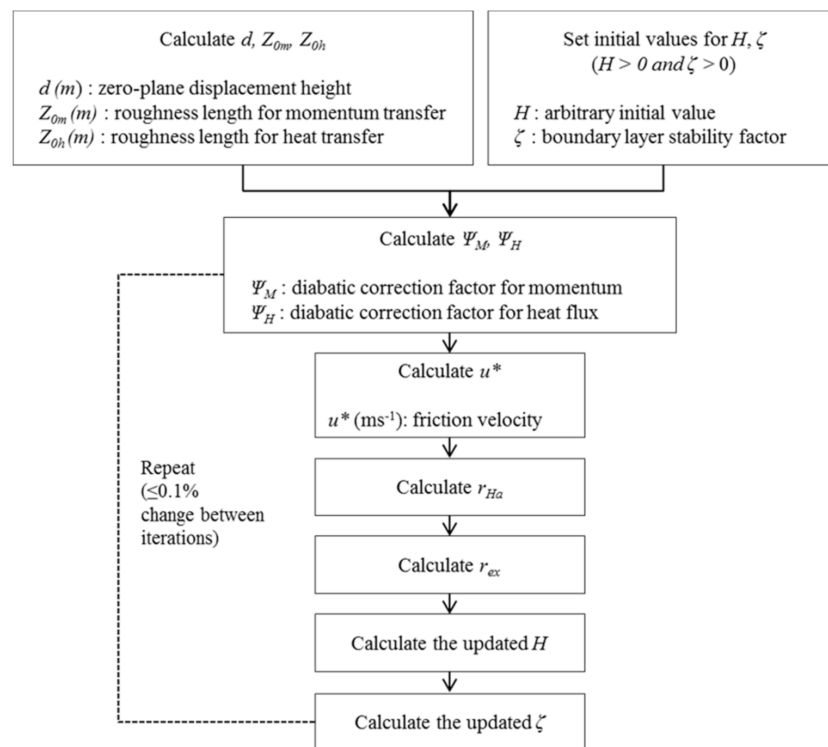 Calculate d, Z0m, Z0h
d (m) : zero-plane displacement height
Z0m (m) : roughness length for momentum transfer
Z0h (m) : roughness length for heat transfer
Set initial values for H, ζ
(H > 0 and ζ > 0)
H : arbitrary initial value
ζ : boundary layer stability factor
Calculate ΨM, ΨH
ΨM : diabatic correction factor for momentum
ΨH : diabatic correction factor for heat flux
Calculate u*
u* (ms-1): friction velocity
Repeat
(≤0.1%
change between
iterations)
Calculate rHa
Calculate rex
Calculate the updated H
Calculate the updated ζ